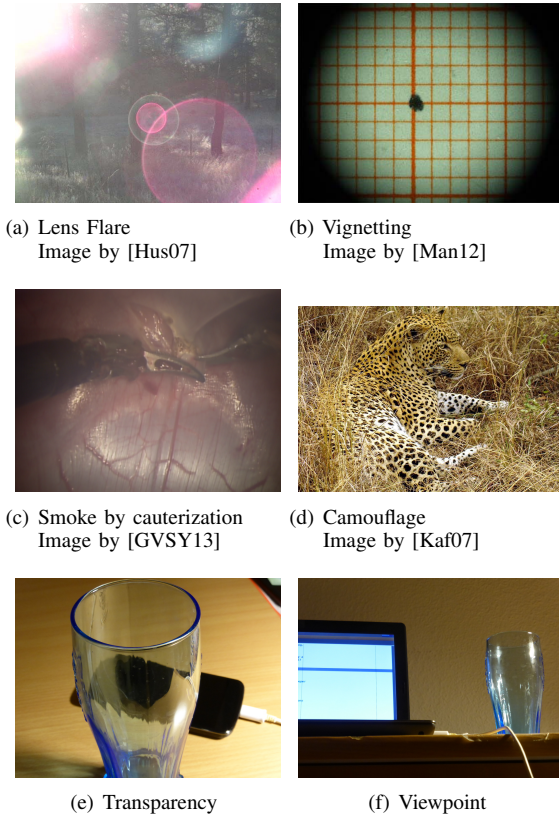 (a) Lens Flare
Image by [Hus07]
(b) Vignetting
Image by [Man12]
(c) Smoke by cauterization
Image by [GVSY13]
(d) Camouflage
Image by [Kaf07]
(e) Transparency
(f) Viewpoint